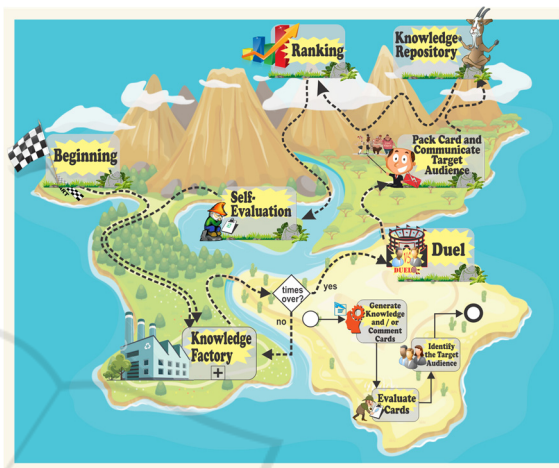 Ranking
Knowledge
Repository
Beginning
Pack Card and
Communicate
Target
Audience
Self-
Evaluation
Duel
DUEL
times
over?
yes
no
Generate
Knowledge
and / or
Comment
Cards
Knowledge
Factory
Identify
the Target
Audience
Evaluate
Cards